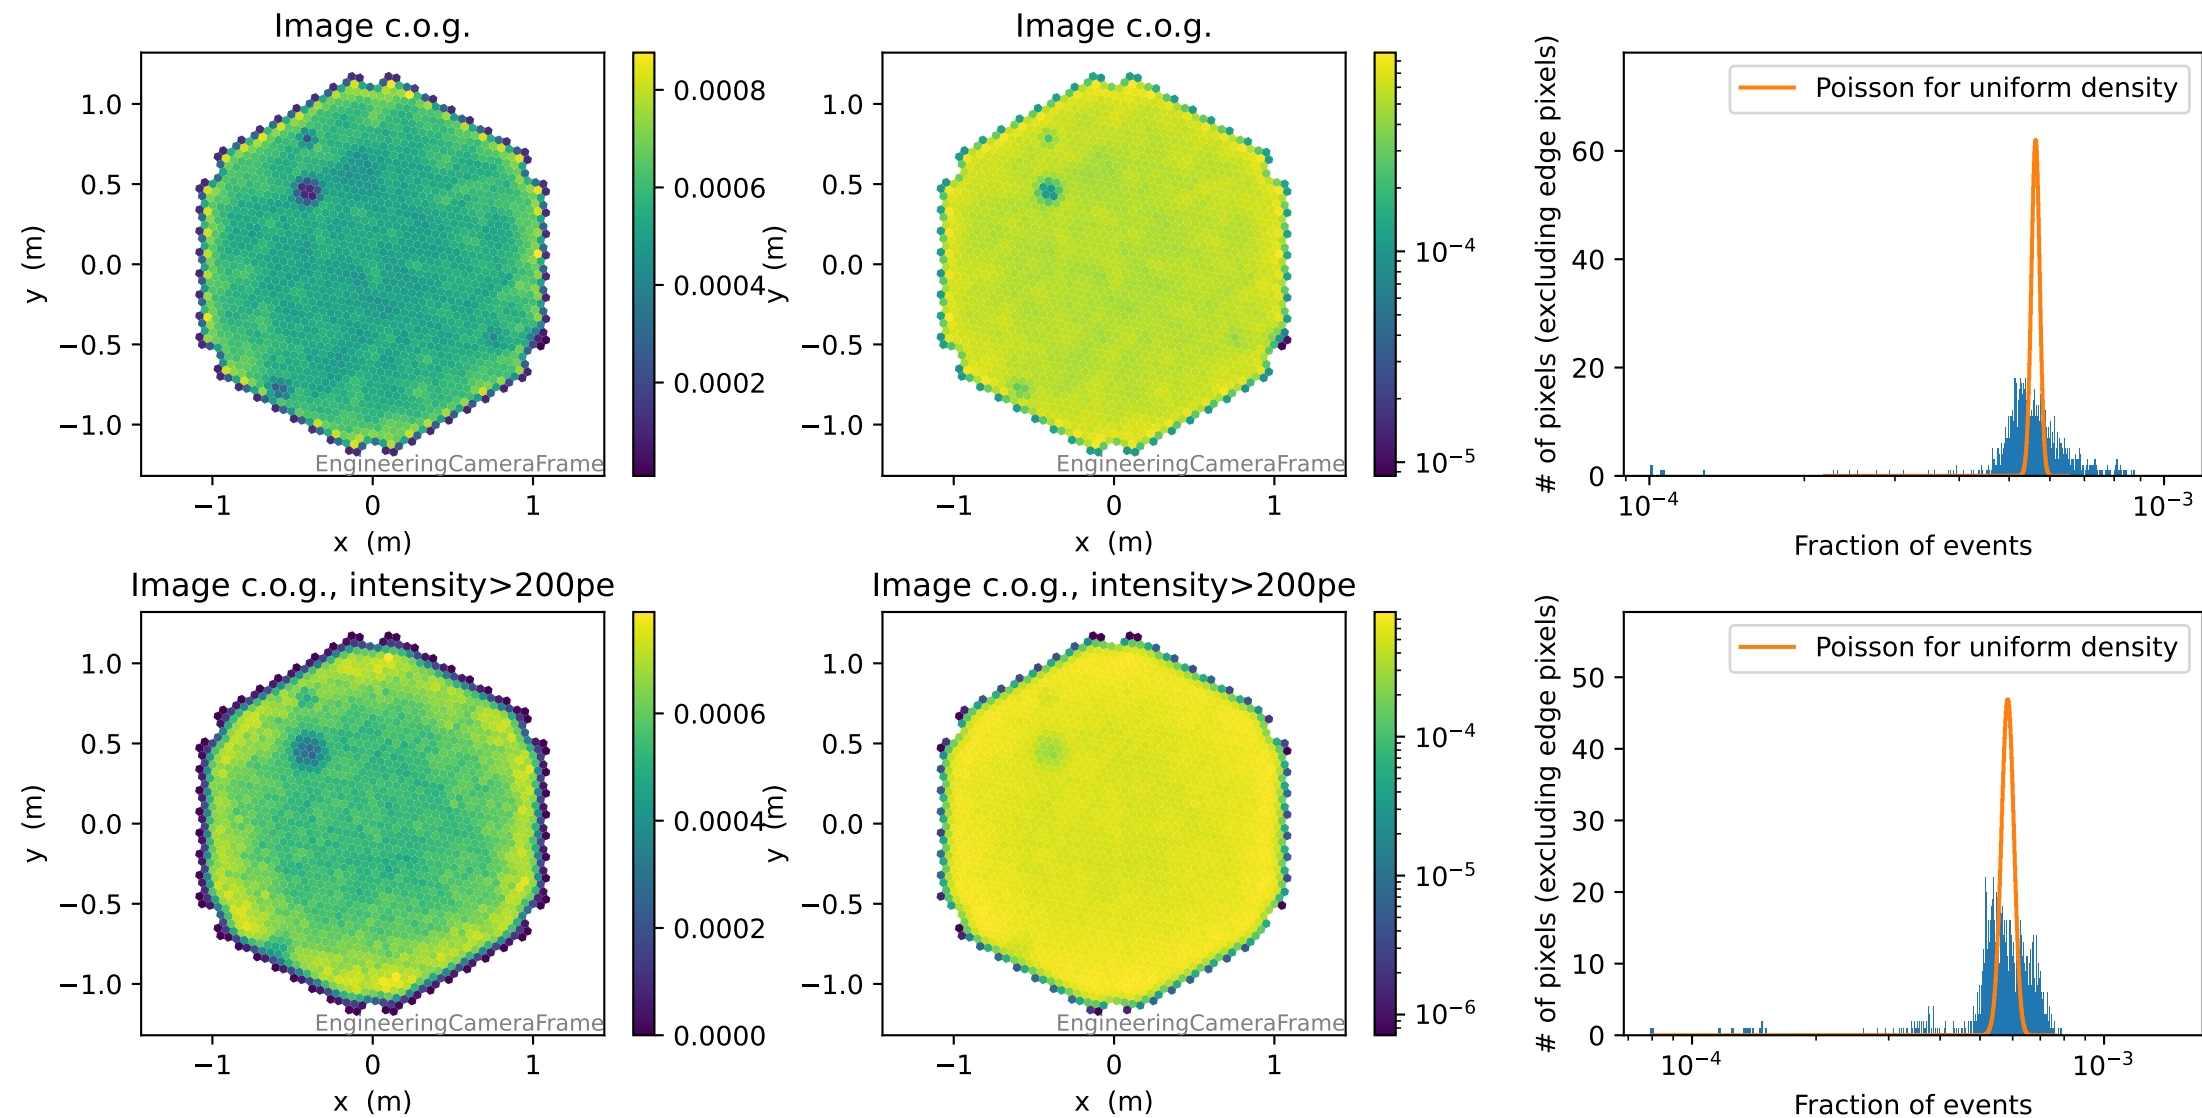 Image c.o.g.
1.0
0.5
0.0
−0.5
−1.0
−1
0
1
y (m)
x (m)
EngineeringCameraFrame
0.0008
0.0006
0.0004
0.0002
Image c.o.g.
1.0
0.5
0.0
−0.5
−1.0
−1
0
1
y (m)
x (m)
EngineeringCameraFrame
10⁻⁴
10⁻⁵
Poisson for uniform density
# of pixels (excluding edge pixels)
60
40
20
0
10⁻⁴
10⁻³
Fraction of events
Image c.o.g., intensity>200pe
1.0
0.5
0.0
−0.5
−1.0
−1
0
1
y (m)
x (m)
EngineeringCameraFrame
0.0006
0.0004
0.0002
0.0000
Image c.o.g., intensity>200pe
1.0
0.5
0.0
−0.5
−1.0
−1
0
1
y (m)
x (m)
EngineeringCameraFrame
10⁻⁴
10⁻⁵
10⁻⁶
Poisson for uniform density
# of pixels (excluding edge pixels)
50
40
30
20
10
0
10⁻⁴
10⁻³
Fraction of events